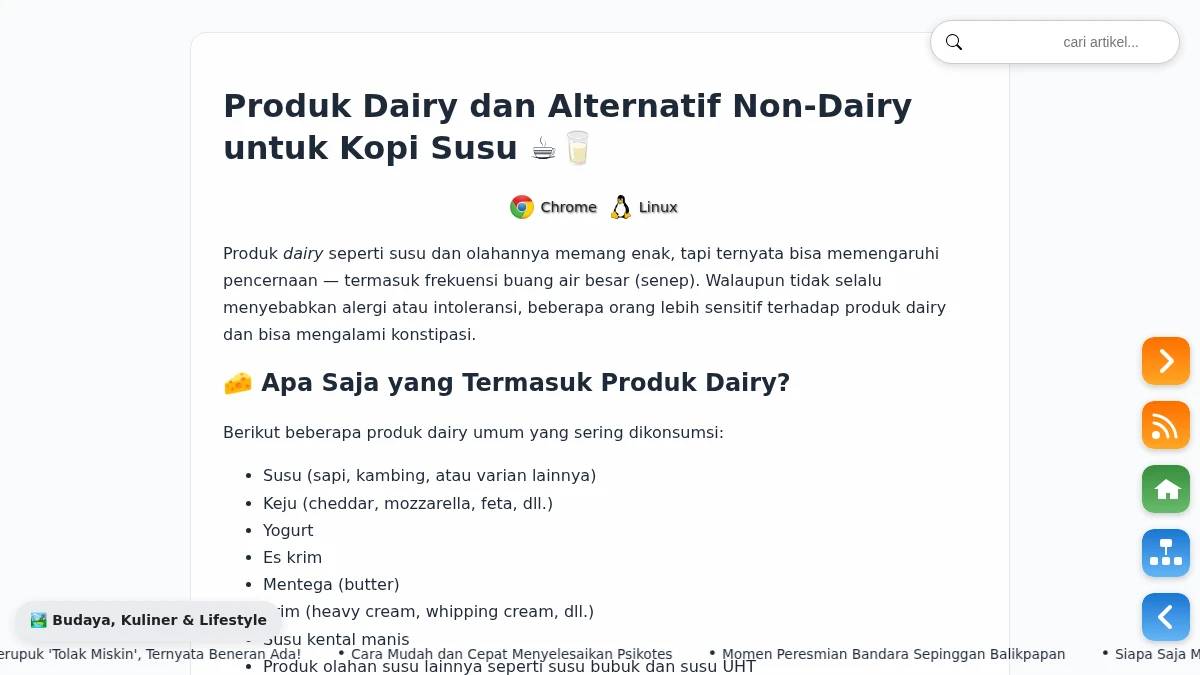 cari artikel...
Produk Dairy dan Alternatif Non-Dairy
untuk Kopi Susu ☕🥛
Chrome Linux
Produk dairy seperti susu dan olahannya memang enak, tapi ternyata bisa memengaruhi
pencernaan — termasuk frekuensi buang air besar (senep). Walaupun tidak selalu
menyebabkan alergi atau intoleransi, beberapa orang lebih sensitif terhadap produk dairy
dan bisa mengalami konstipasi.
🧀 Apa Saja yang Termasuk Produk Dairy?
Berikut beberapa produk dairy umum yang sering dikonsumsi:
• Susu (sapi, kambing, atau varian lainnya)
• Keju (cheddar, mozzarella, feta, dll.)
• Yogurt
• Es krim
• Mentega (butter)
(heavy cream, whipping cream, dll.)
🏞️ Budaya, Kuliner & Lifestyle
• Susu kental manis
erupuk 'Tolak Miskin', Ternyata Beneran Ada! • Cara Mudah dan Cepat Menyelesaikan Psikotes • Momen Peresmian Bandara Sepinggan Balikpapan • Siapa Saja M
• Produk olahan susu lainnya seperti susu bubuk dan susu UHT